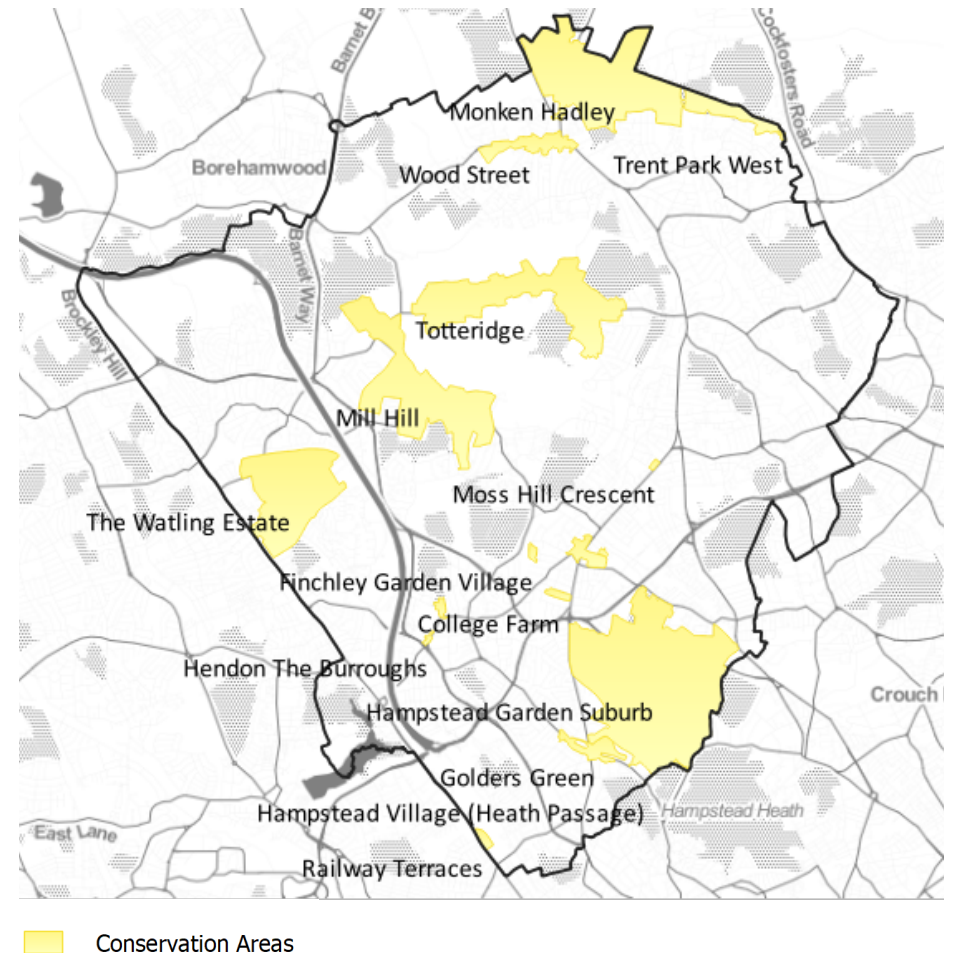 Barnet B
ockfosters Road
Monken Hadley
Borehamwood
Wood Street
Trent Park West
Barnet Way
Brockley Hill
Totteridge
Mill Hill
Moss Hill Crescent
The Watling Estate
Finchley Garden Village
College Farm
Hendon The Burroughs
Crouch
Hampstead Garden Suburb
Golders Green
Hampstead Village (Heath Passage)
Hampstead Heath
East Lane
Railway Terraces
Conservation Areas